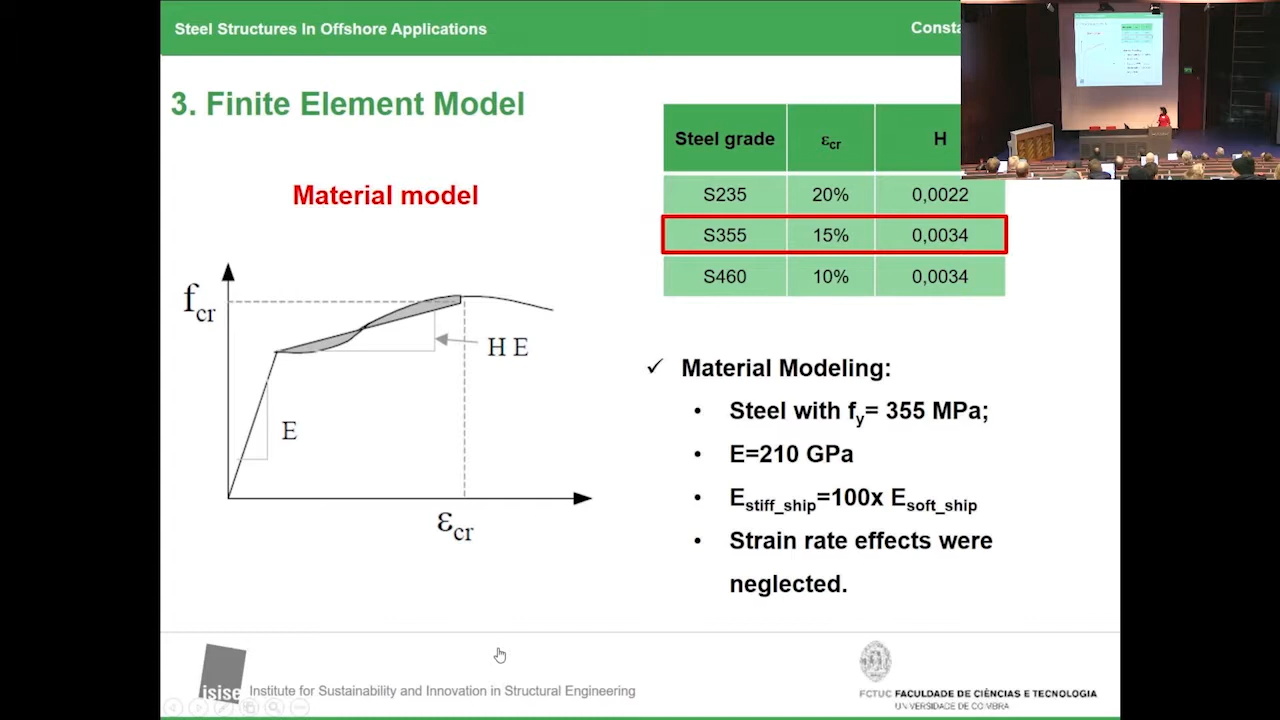 Steel Structures In Offshore Applications
Consta
3. Finite Element Model
Material model
Steel grade εcr H
S235 20% 0,0022
S355 15% 0,0034
S460 10% 0,0034
fcr
H E
E
εcr
✓ Material Modeling:
• Steel with fy= 355 MPa;
• E=210 GPa
• Estiff_ship=100x Esoft_ship
• Strain rate effects were
neglected.
isise Institute for Sustainability and Innovation in Structural Engineering
FCTUC FACULDADE DE CIÊNCIAS E TECNOLOGIA
UNIVERSIDADE DE COIMBRA